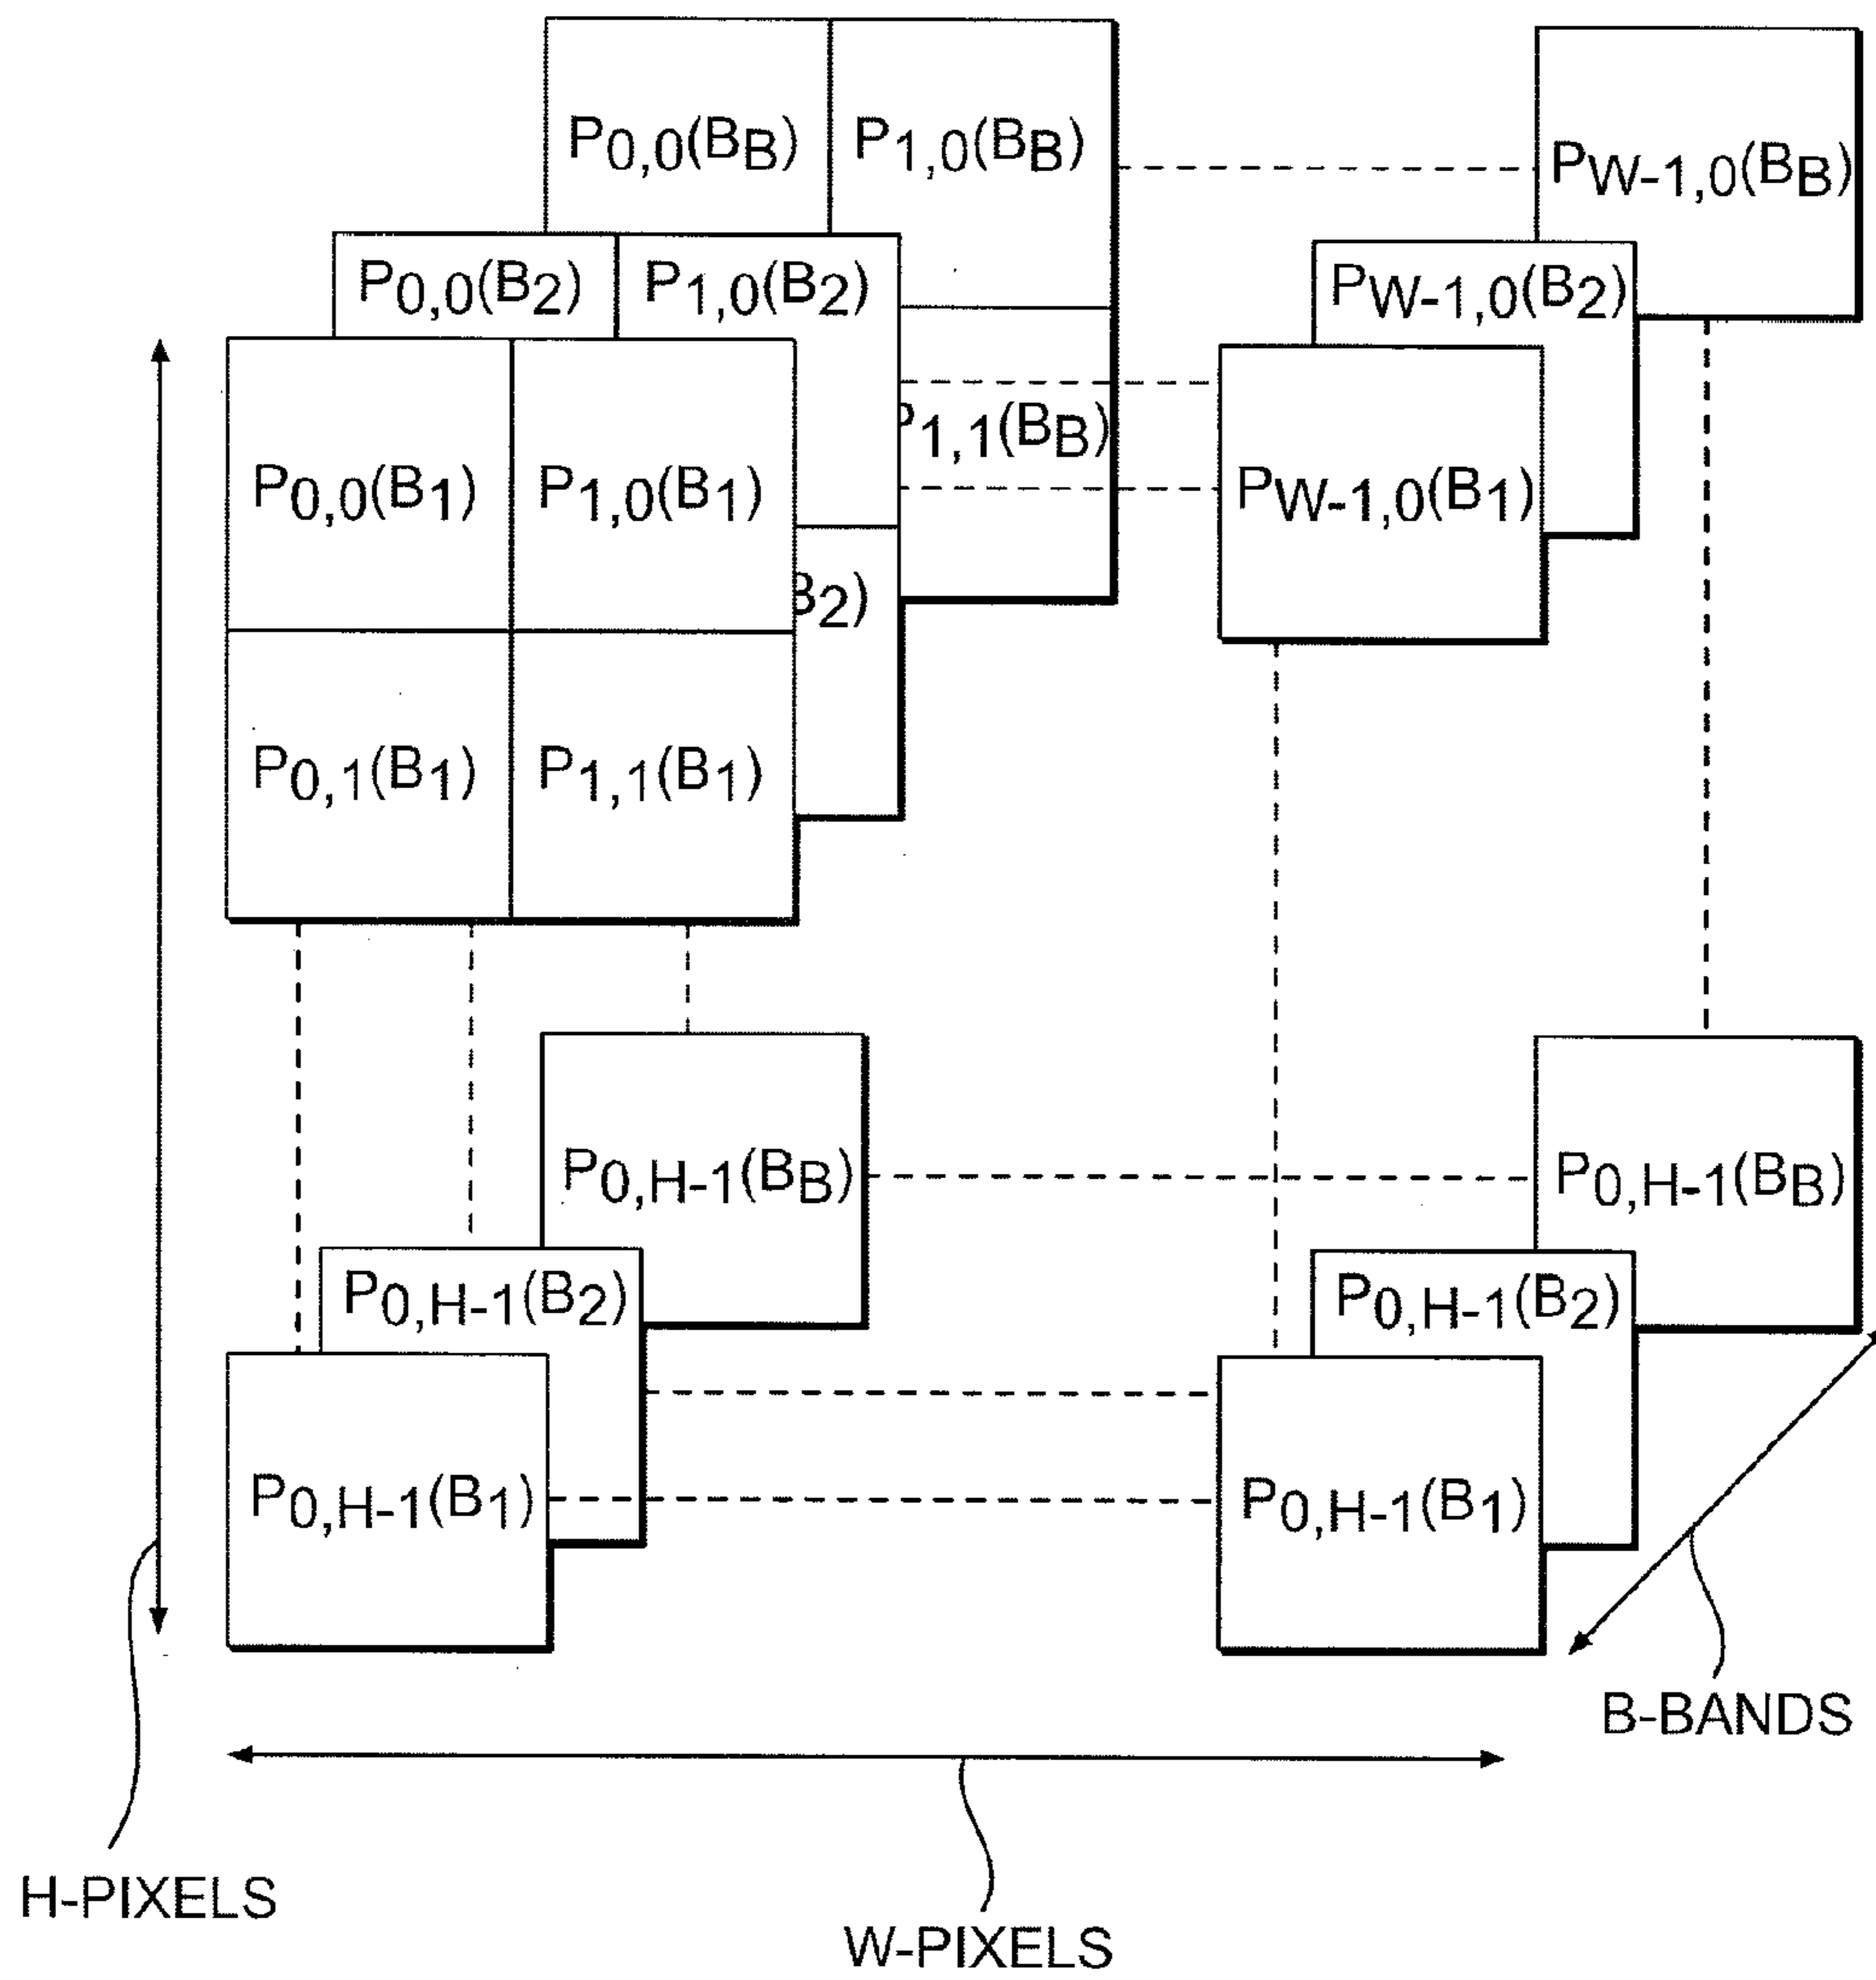 P0,0(BB) P1,0(BB) PW-1,0(BB)
P0,0(B2) P1,0(B2) PW-1,0(B2)
P1,1(BB)
P0,0(B1) P1,0(B1) PW-1,0(B1)
B2)
P0,1(B1) P1,1(B1)
P0,H-1(BB) P0,H-1(BB)
P0,H-1(B2) P0,H-1(B2)
P0,H-1(B1) P0,H-1(B1)
B-BANDS
H-PIXELS
W-PIXELS